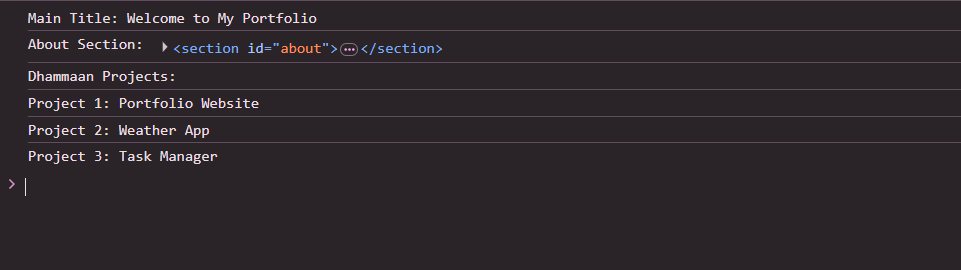 Main Title: Welcome to My Portfolio
About Section: ▶<section id="about">…</section>
Dhammaan Projects:
Project 1: Portfolio Website
Project 2: Weather App
Project 3: Task Manager
>